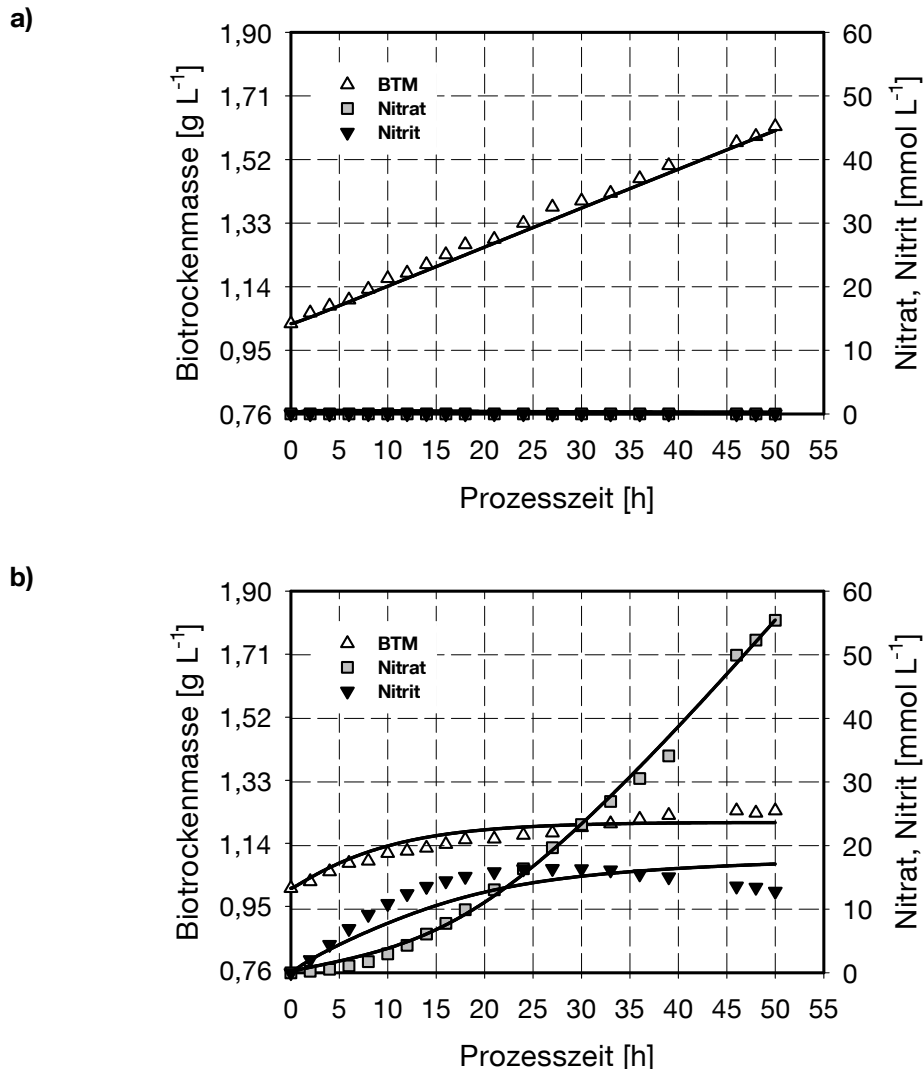 a)
Biotrockenmasse [g L⁻¹]
1,90
1,71
1,52
1,33
1,14
0,95
0,76
BTM
Nitrat
Nitrit
60
50
40
30
20
10
0
Nitrat, Nitrit [mmol L⁻¹]
0 5 10 15 20 25 30 35 40 45 50 55
Prozesszeit [h]
b)
Biotrockenmasse [g L⁻¹]
1,90
1,71
1,52
1,33
1,14
0,95
0,76
BTM
Nitrat
Nitrit
60
50
40
30
20
10
0
Nitrat, Nitrit [mmol L⁻¹]
0 5 10 15 20 25 30 35 40 45 50 55
Prozesszeit [h]